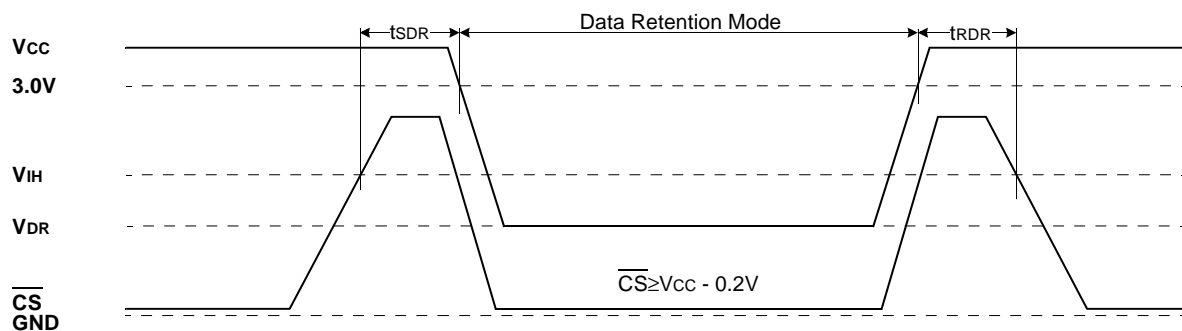 tSDR Data Retention Mode tRDR
VCC
3.0V
VIH
VDR
CS≥VCC - 0.2V
CS
GND